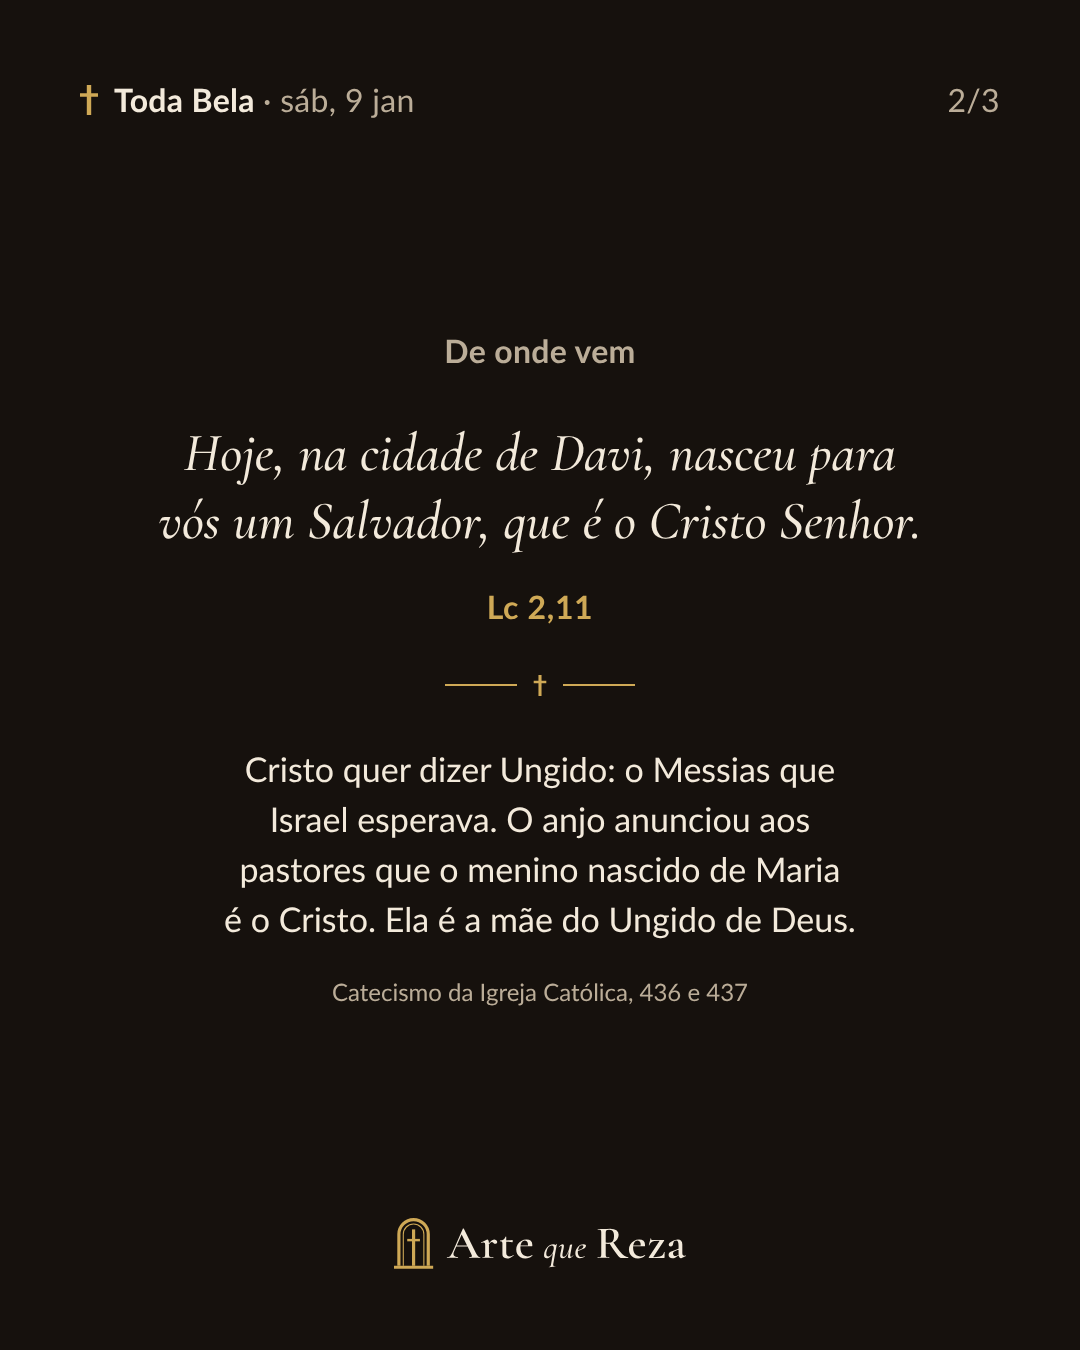 † Toda Bela · sáb, 9 jan
2/3
De onde vem
Hoje, na cidade de Davi, nasceu para
vós um Salvador, que é o Cristo Senhor.
Lc 2,11
Cristo quer dizer Ungido: o Messias que
Israel esperava. O anjo anunciou aos
pastores que o menino nascido de Maria
é o Cristo. Ela é a mãe do Ungido de Deus.
Catecismo da Igreja Católica, 436 e 437
Arte que Reza